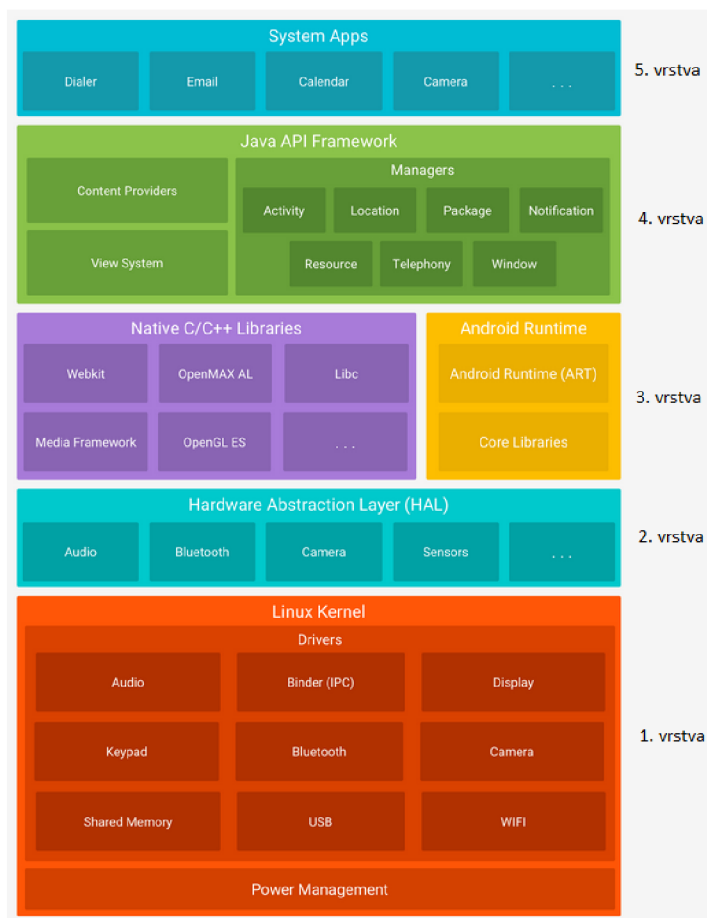 System Apps
5. vrstva
Dialer
Email
Calendar
Camera
. . .
Java API Framework
4. vrstva
Content Providers
View System
Managers
Activity
Location
Package
Notification
Resource
Telephony
Window
Native C/C++ Libraries
Webkit
OpenMAX AL
Libc
Media Framework
OpenGL ES
. . .
Android Runtime
Android Runtime (ART)
Core Libraries
3. vrstva
Hardware Abstraction Layer (HAL)
2. vrstva
Audio
Bluetooth
Camera
Sensors
. . .
Linux Kernel
Drivers
Audio
Binder (IPC)
Display
Keypad
Bluetooth
Camera
1. vrstva
Shared Memory
USB
WIFI
Power Management